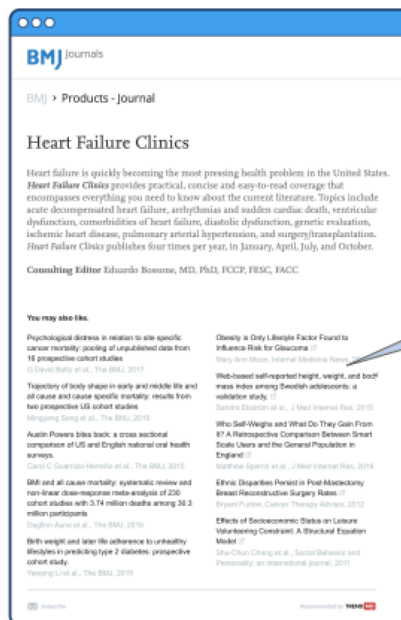 BMJ Journals
BMJ > Products - Journal
Heart Failure Clinics
Heart failure is quickly becoming the most pressing health problem in the United States.
Heart Failure Clinics provides practical, concise and easy-to-read coverage that
encompasses everything you need to know about the current literature. Topics include
acute decompensated heart failure, arrhythmias and sudden cardiac death, ventricular
dysfunction, comorbidities of heart failure, diastolic dysfunction, genetic evaluation,
ischemic heart disease, pulmonary arterial hypertension, and surgery/transplantation.
Heart Failure Clinics publishes four times per year, in January, April, July, and October.
Consulting Editor Eduardo Bossone, MD, PhD, FCCP, FESC, FACC
You may also like.
Psychological distress in relation to site specific
cancer mortality: pooling of unpublished data from
16 prospective cohort studies
G David Batty et al., The BMJ, 2017
Trajectory of body shape in early and middle life and
all cause and cause specific mortality: results from
two prospective US cohort studies
Mingyang Song et al., The BMJ, 2016
Austin Powers bites back: a cross sectional
comparison of US and English national oral health
surveys.
Carol C Guarnizo-Herreño et al., The BMJ, 2015
BMI and all cause mortality: systematic review and
non-linear dose-response meta-analysis of 230
cohort studies with 3.74 million deaths among 30.3
million participants
Dagfinn Aune et al., The BMJ, 2016
Birth weight and later life adherence to unhealthy
lifestyles in predicting type 2 diabetes: prospective
cohort study.
Yanping Li et al., The BMJ, 2015
Obesity is Only Lifestyle Factor Found to
Influence Risk for Glaucoma
Mary Ann Moon, Internal Medicine News,
Web-based self-reported height, weight, and body
mass index among Swedish adolescents: a
validation study.
Sandra Ekström et al., J Med Internet Res, 2015
Who Self-Weighs and What Do They Gain From
It? A Retrospective Comparison Between Smart
Scale Users and the General Population in
England
Matthew Sperrin et al., J Med Internet Res, 2016
Ethnic Disparities Persist in Post-Mastectomy
Breast Reconstructive Surgery Rates
Bryant Furlow, Cancer Therapy Advisor, 2012
Effects of Socioeconomic Status on Leisure
Volunteering Constraint: A Structural Equation
Model
Shu-Chun Chang et al., Social Behavior and
Personality: an international journal, 2011
Subscribe
Recommended by TREND MD